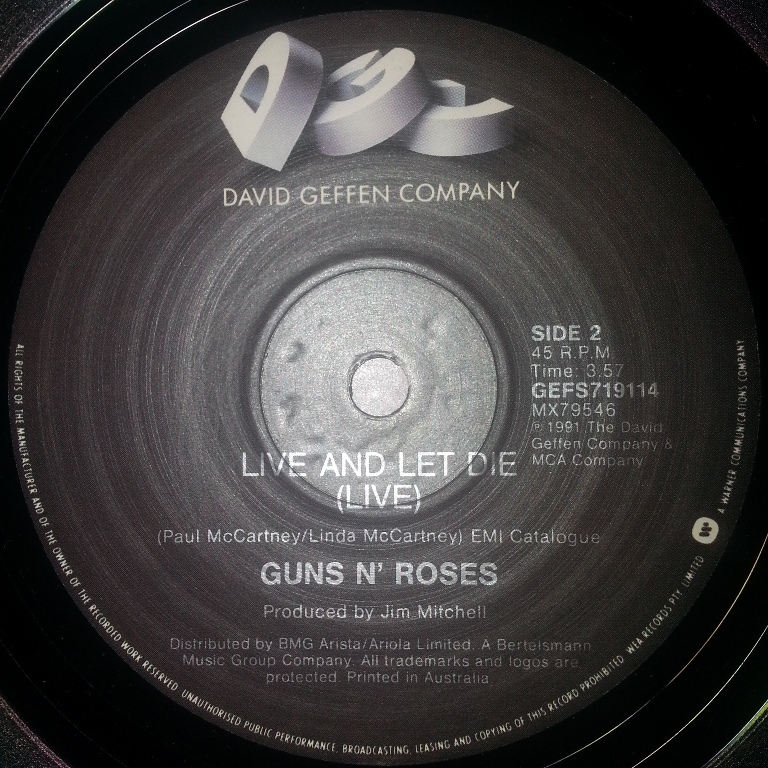 DGC
DAVID GEFFEN COMPANY
SIDE 2
45 R.P.M
Time: 3.57
GEFS719114
MX79546
℗ 1991 The David
Geffen Company &
MCA Company
LIVE AND LET DIE
(LIVE)
(Paul McCartney/Linda McCartney) EMI Catalogue
GUNS N' ROSES
Produced by Jim Mitchell
Distributed by BMG Arista/Ariola Limited. A Bertelsmann
Music Group Company. All trademarks and logos are
protected. Printed in Australia
ALL RIGHTS OF THE MANUFACTURER AND OF THE OWNER OF THE RECORDED WORK RESERVED. UNAUTHORISED PUBLIC PERFORMANCE, BROADCASTING, LEASING AND COPYING OF THIS RECORD PROHIBITED. WEA RECORDS PTY. LIMITED A WARNER COMMUNICATIONS COMPANY